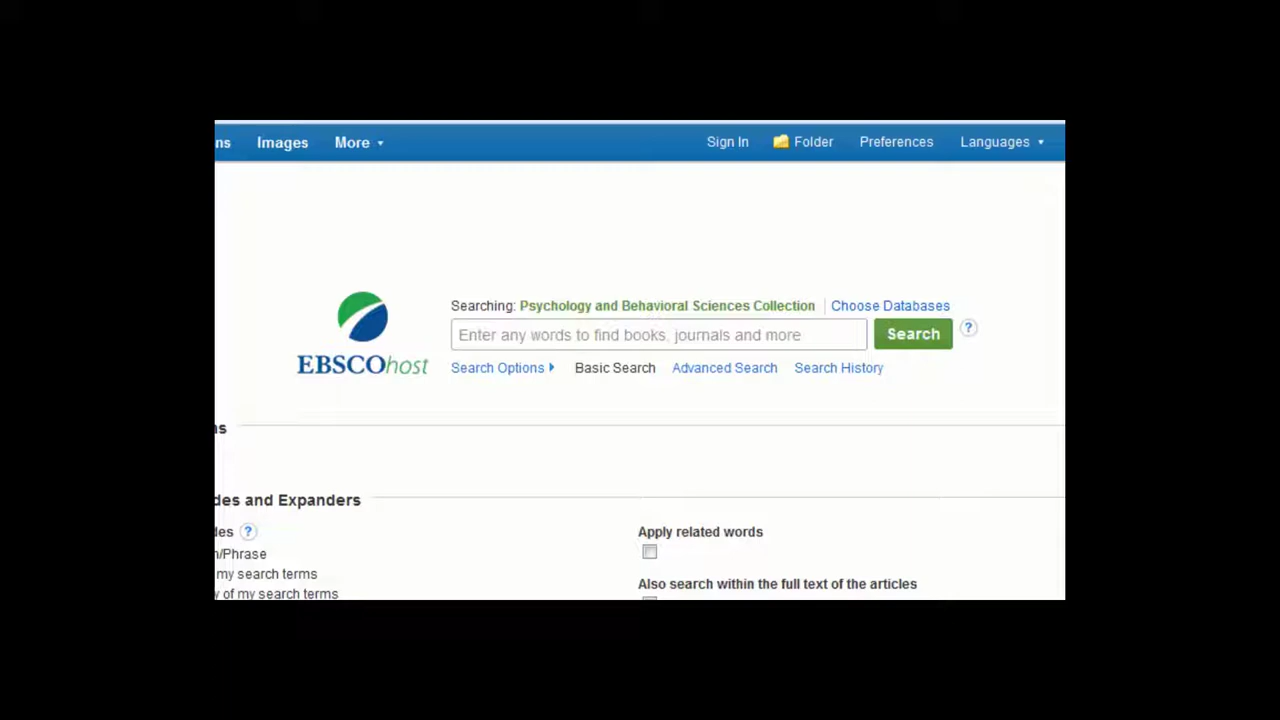 ns Images More Sign In Folder Preferences Languages
Searching: Psychology and Behavioral Sciences Collection Choose Databases
Enter any words to find books, journals and more Search ?
EBSCOhost
Search Options Basic Search Advanced Search Search History
ns
des and Expanders
des ? Apply related words
n/Phrase
my search terms
Also search within the full text of the articles
y of my search terms